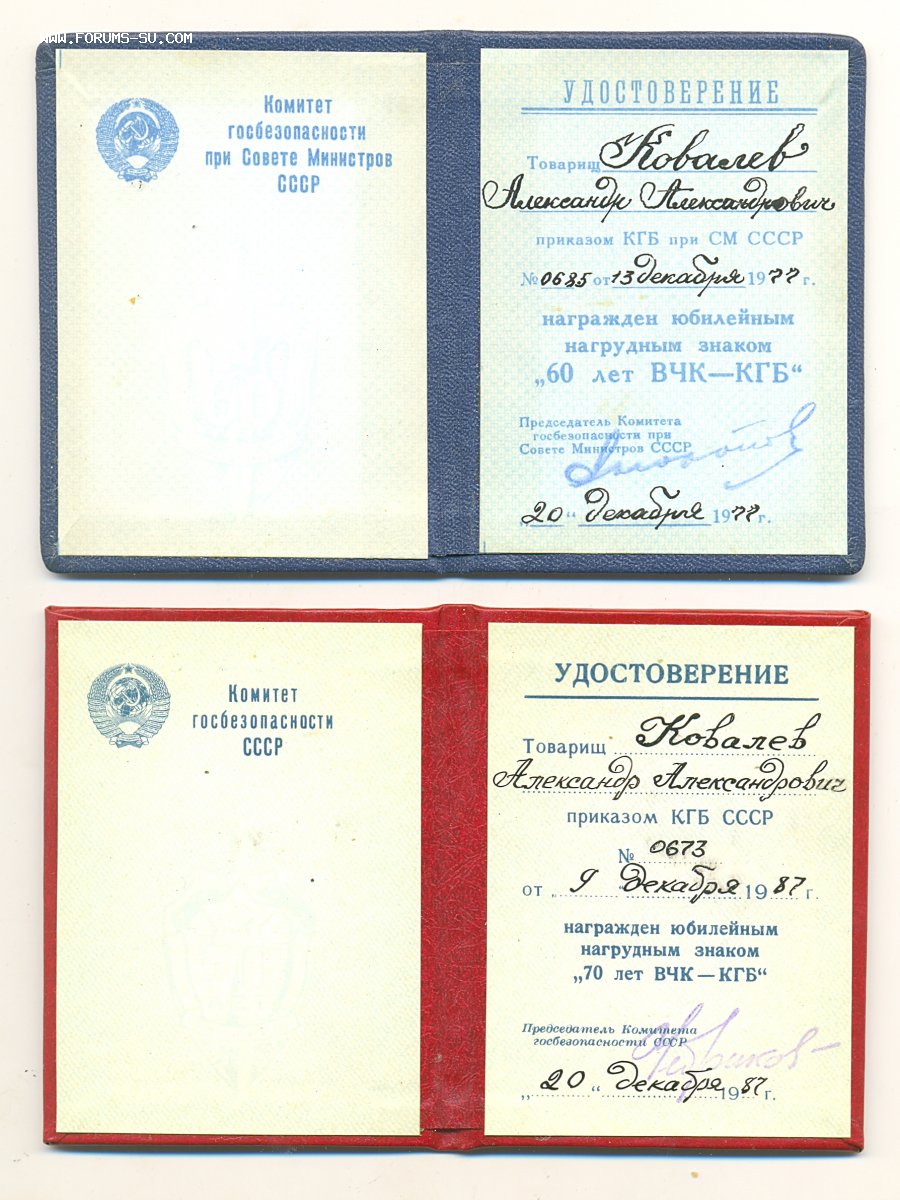 WWW.FORUMS-SU.COM
Комитет
госбезопасности
при Совете Министров
СССР
УДОСТОВЕРЕНИЕ
Товарищ Ковалев
Александр Александрович
приказом КГБ при СМ СССР
№ 0685 от 13 декабря 1977 г.
награжден юбилейным
нагрудным знаком
„60 лет ВЧК—КГБ“
Председатель Комитета
госбезопасности при
Совете Министров СССР
„20“ декабря 1977 г.
Комитет
госбезопасности
СССР
УДОСТОВЕРЕНИЕ
Товарищ Ковалев
Александр Александрович
приказом КГБ СССР
№ 0673
от „9“ декабря 1987 г.
награжден юбилейным
нагрудным знаком
„70 лет ВЧК—КГБ“
Председатель Комитета
госбезопасности СССР
„20“ декабря 1987 г.